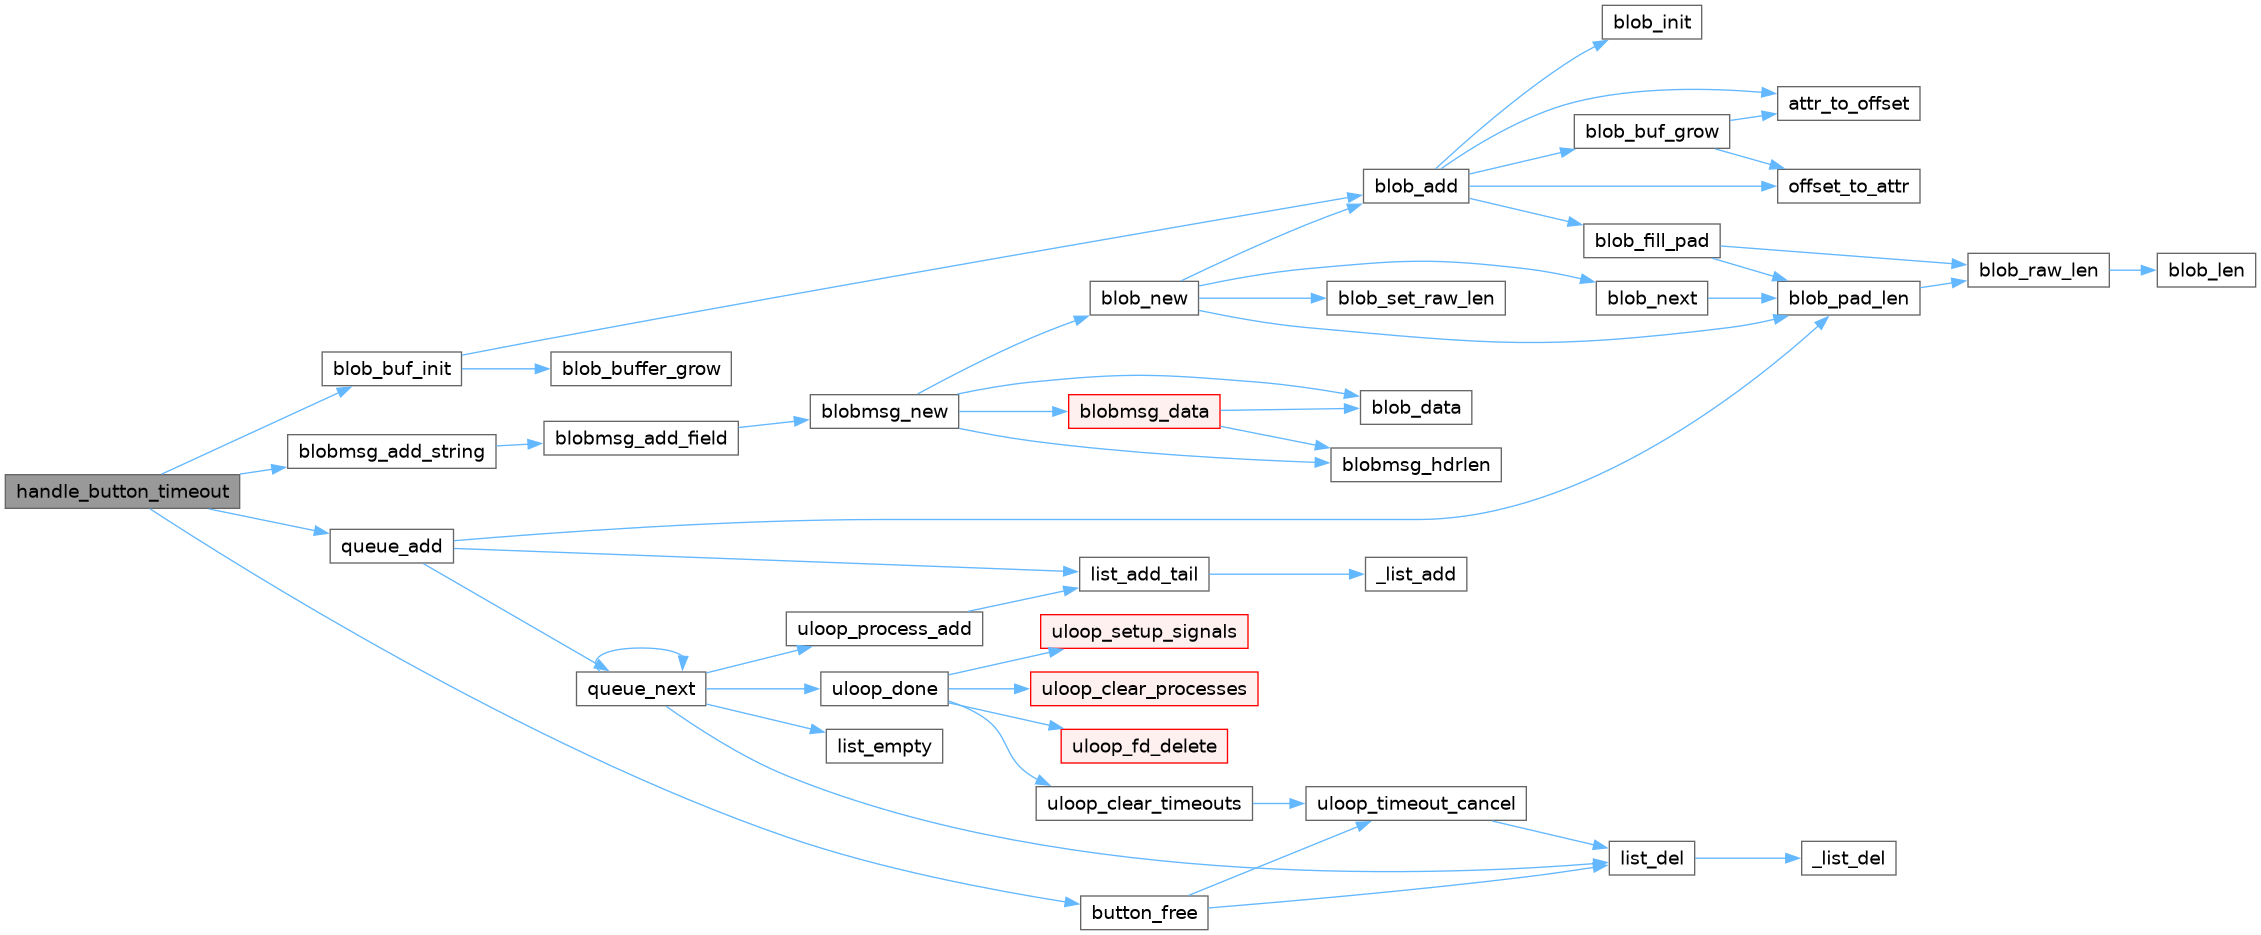 blob_init
attr_to_offset
blob_buf_grow
blob_add
offset_to_attr
blob_fill_pad
blob_raw_len
blob_len
blob_new
blob_set_raw_len
blob_next
blob_pad_len
blob_buf_init
blob_buffer_grow
blobmsg_new
blobmsg_data
blob_data
blobmsg_add_string
blobmsg_add_field
blobmsg_hdrlen
handle_button_timeout
queue_add
list_add_tail
_list_add
uloop_process_add
uloop_setup_signals
queue_next
uloop_done
uloop_clear_processes
list_empty
uloop_fd_delete
uloop_clear_timeouts
uloop_timeout_cancel
list_del
_list_del
button_free